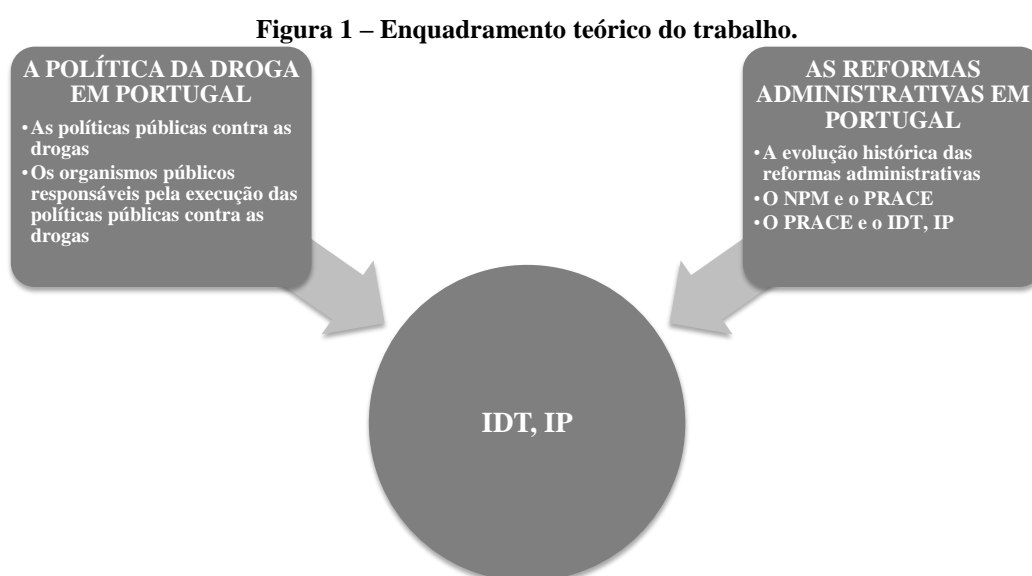 Figura 1 – Enquadramento teórico do trabalho.
A POLÍTICA DA DROGA
EM PORTUGAL
•As políticas públicas contra as
drogas
•Os organismos públicos
responsáveis pela execução das
políticas públicas contra as
drogas
AS REFORMAS
ADMINISTRATIVAS EM
PORTUGAL
•A evolução histórica das
reformas administrativas
•O NPM e o PRACE
•O PRACE e o IDT, IP
IDT, IP